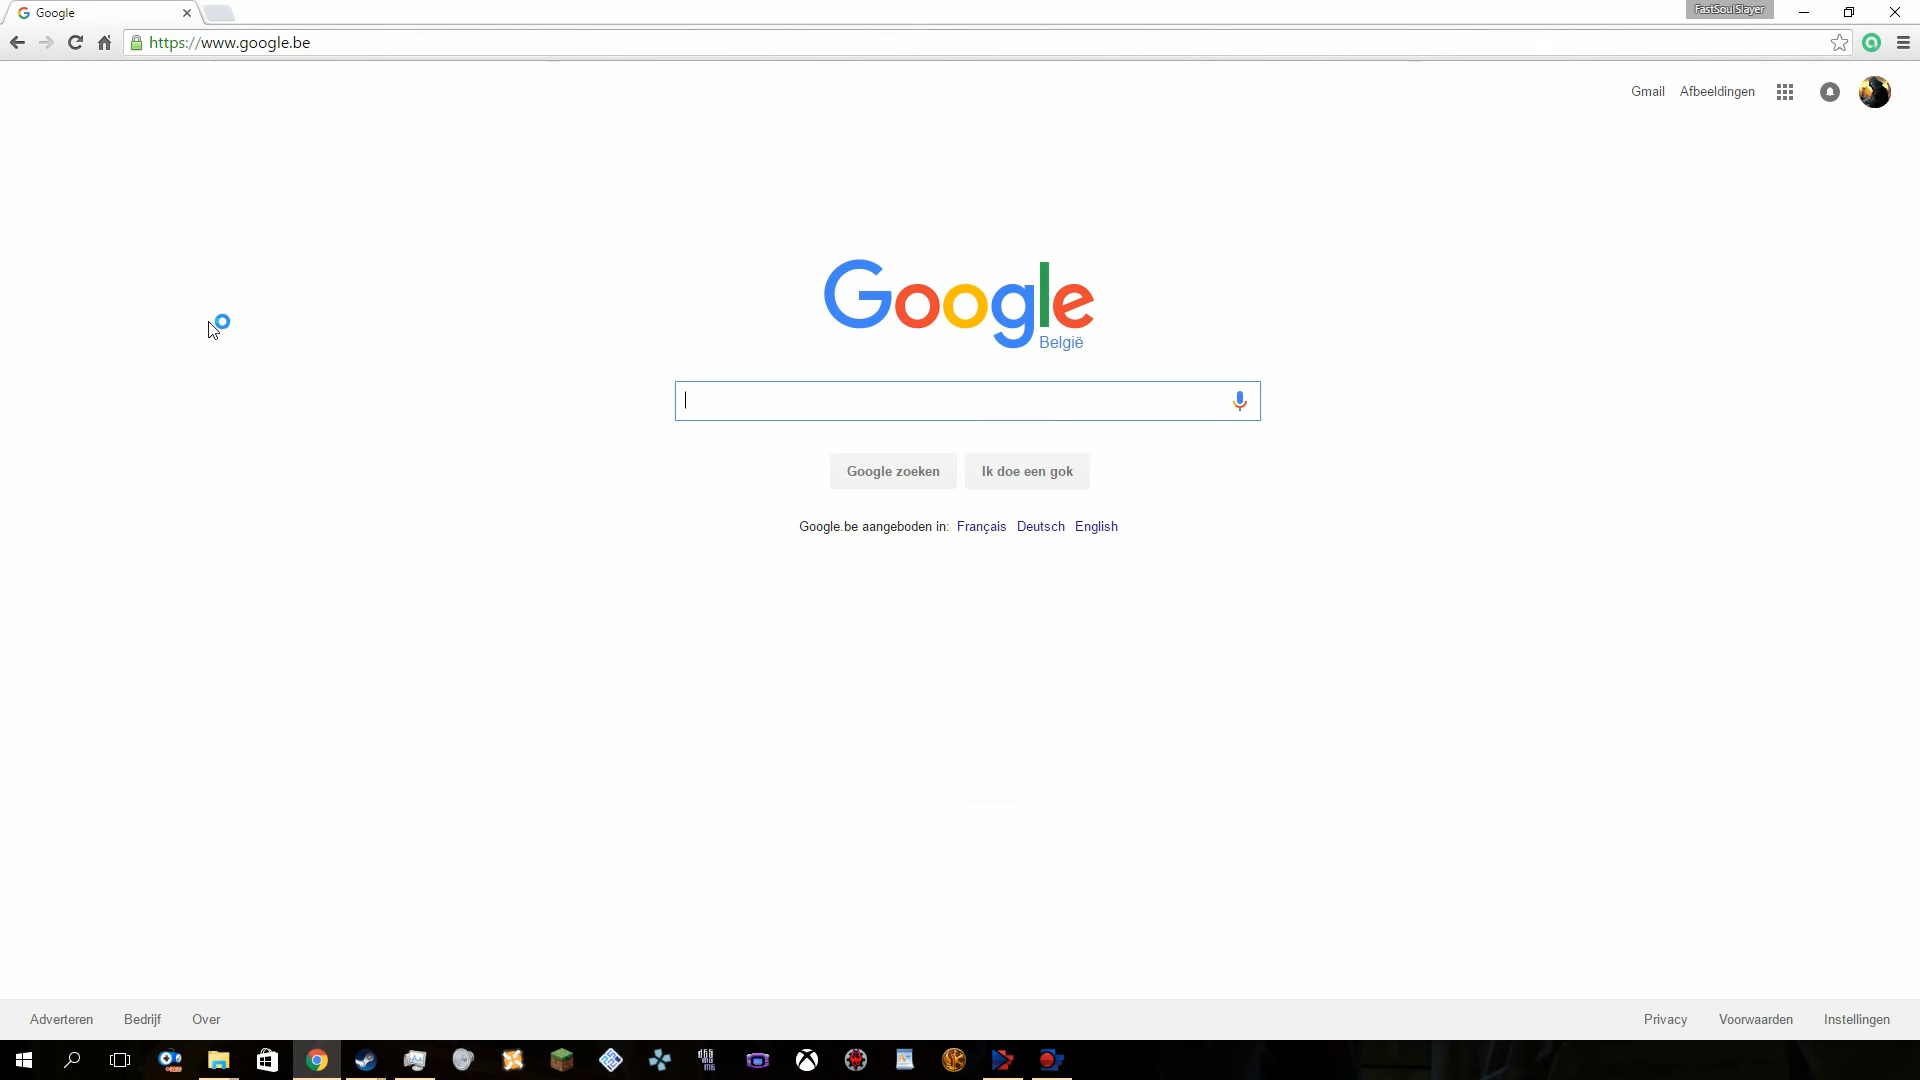 Google
FastSoulSlayer
https://www.google.be
Gmail Afbeeldingen
Google
België
Google zoeken Ik doe een gok
Google.be aangeboden in: Français Deutsch English
Adverteren Bedrijf Over Privacy Voorwaarden Instellingen